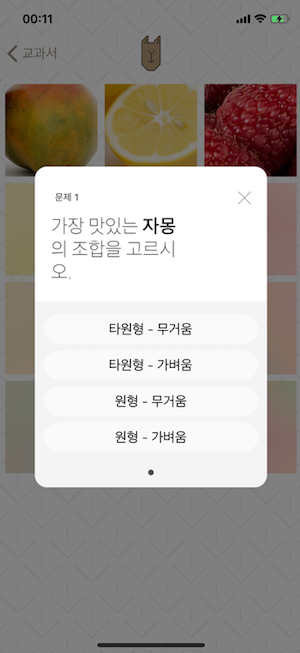 00:11
교과서
문제 1
가장 맛있는 자몽
의 조합을 고르시
오.
타원형 - 무거움
타원형 - 가벼움
원형 - 무거움
원형 - 가벼움